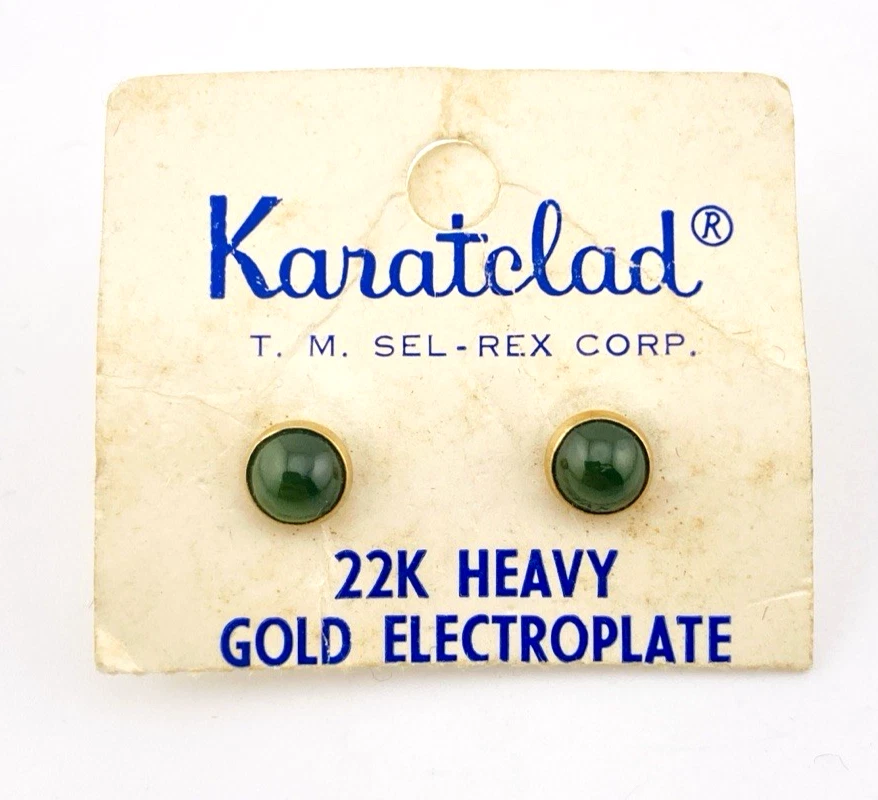 Karatclad®
T. M. SEL-REX CORP.
22K HEAVY
GOLD ELECTROPLATE